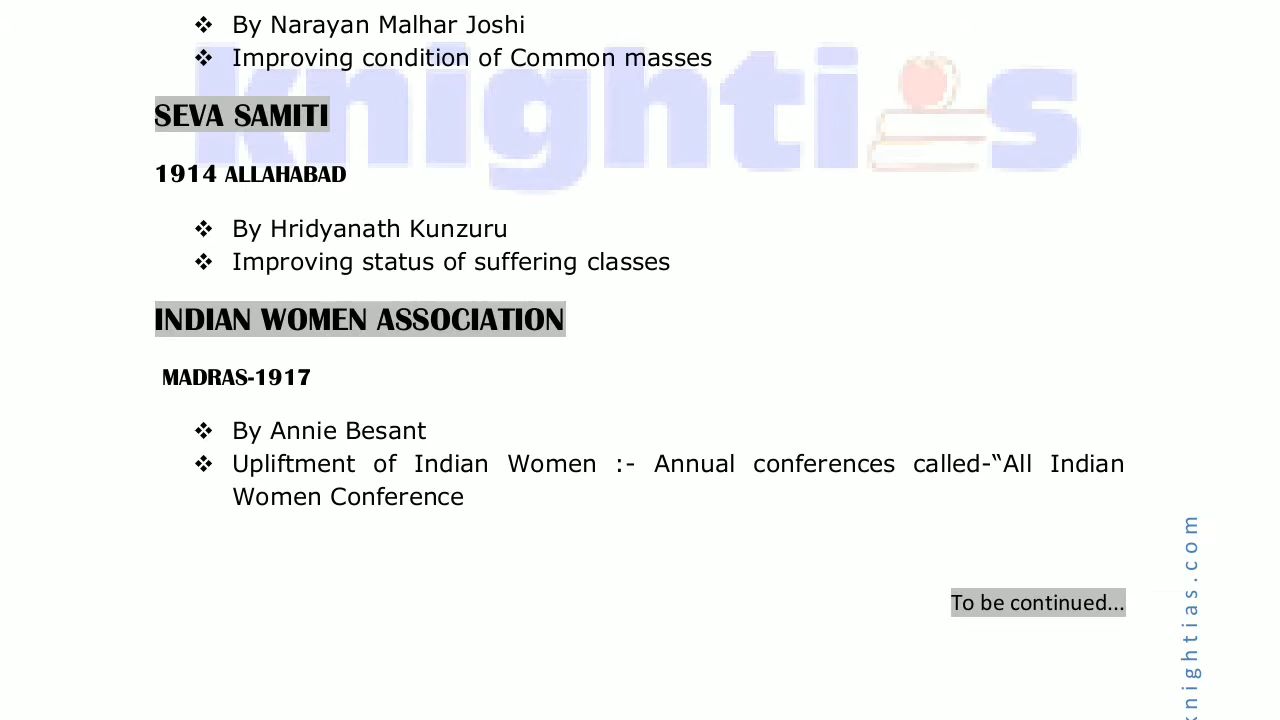 ❖ By Narayan Malhar Joshi
❖ Improving condition of Common masses
knightias
SEVA SAMITI
1914 ALLAHABAD
❖ By Hridyanath Kunzuru
❖ Improving status of suffering classes
INDIAN WOMEN ASSOCIATION
MADRAS-1917
❖ By Annie Besant
❖ Upliftment of Indian Women :- Annual conferences called-“All Indian
Women Conference
To be continued...
knightias.com